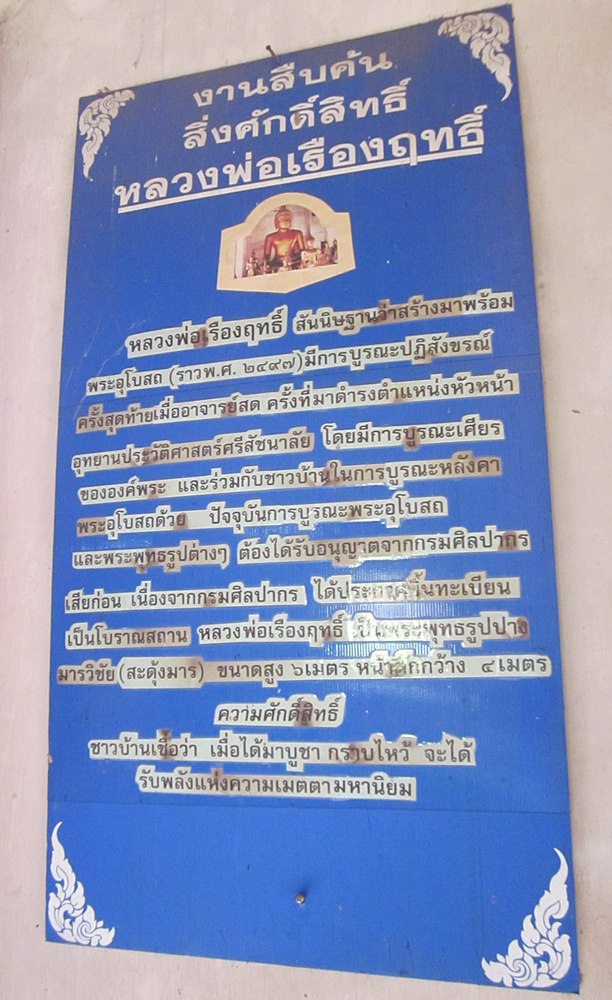 งานสืบค้น
สิ่งศักดิ์สิทธิ์
หลวงพ่อเรืองฤทธิ์
หลวงพ่อเรืองฤทธิ์ สันนิษฐานว่าสร้างมาพร้อม
พระอุโบสถ (ราวพ.ศ. ๒๔๙๗) มีการบูรณะปฏิสังขรณ์
ครั้งสุดท้ายเมื่ออาจารย์สด ครั้งที่มาดำรงตำแหน่งหัวหน้า
อุทยานประวัติศาสตร์ศรีสัชนาลัย โดยมีการบูรณะเศียร
ขององค์พระ และร่วมกับชาวบ้านในการบูรณะหลังคา
พระอุโบสถด้วย ปัจจุบันการบูรณะพระอุโบสถ
และพระพุทธรูปต่างๆ ต้องได้รับอนุญาตจากกรมศิลปากร
เสียก่อน เนื่องจากกรมศิลปากร ได้ประกาศขึ้นทะเบียน
เป็นโบราณสถาน หลวงพ่อเรืองฤทธิ์ เป็นพระพุทธรูปปาง
มารวิชัย (สะดุ้งมาร) ขนาดสูง ๖ เมตร หน้าตักกว้าง ๔ เมตร
ความศักดิ์สิทธิ์
ชาวบ้านเชื่อว่า เมื่อได้มาบูชา กราบไหว้ จะได้
รับพลังแห่งความเมตตามหานิยม